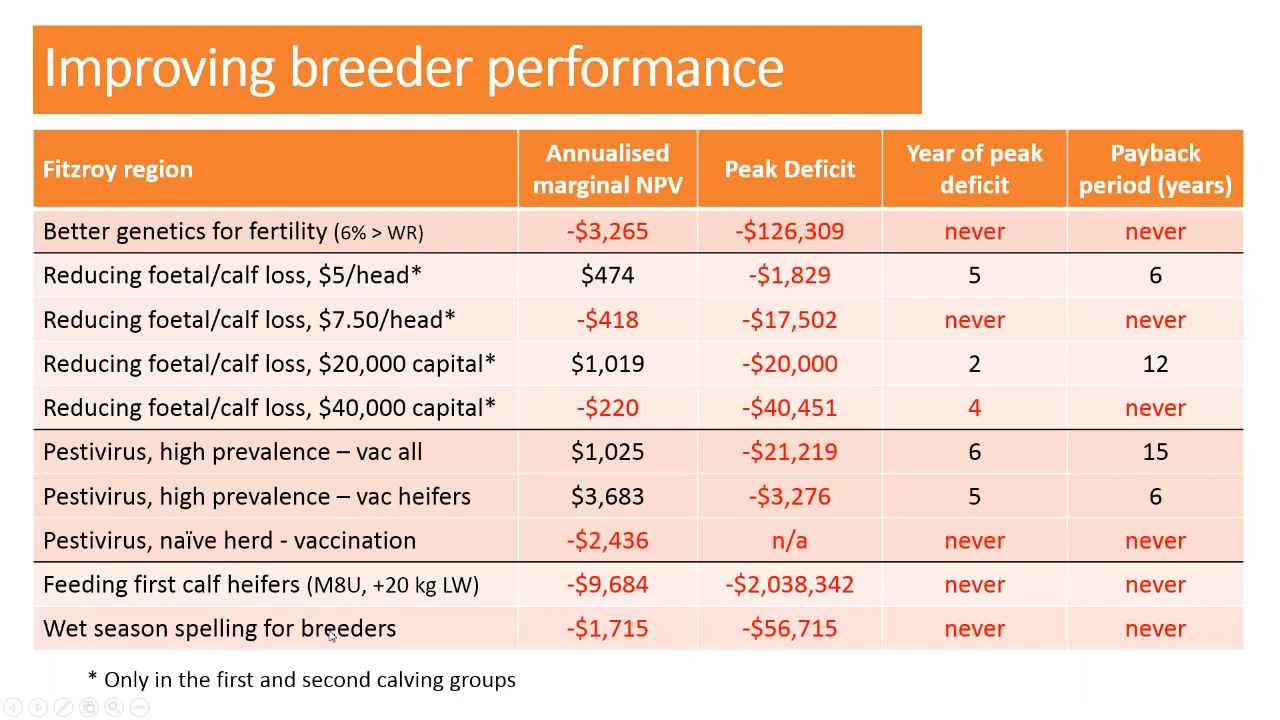 Improving breeder performance
Fitzroy region
Annualised
marginal NPV
Peak Deficit
Year of peak
deficit
Payback
period (years)
Better genetics for fertility (6% > WR) -$3,265 -$126,309 never never
Reducing foetal/calf loss, $5/head* $474 -$1,829 5 6
Reducing foetal/calf loss, $7.50/head* -$418 -$17,502 never never
Reducing foetal/calf loss, $20,000 capital* $1,019 -$20,000 2 12
Reducing foetal/calf loss, $40,000 capital* -$220 -$40,451 4 never
Pestivirus, high prevalence – vac all $1,025 -$21,219 6 15
Pestivirus, high prevalence – vac heifers $3,683 -$3,276 5 6
Pestivirus, naïve herd - vaccination -$2,436 n/a never never
Feeding first calf heifers (M8U, +20 kg LW) -$9,684 -$2,038,342 never never
Wet season spelling for breeders -$1,715 -$56,715 never never
* Only in the first and second calving groups